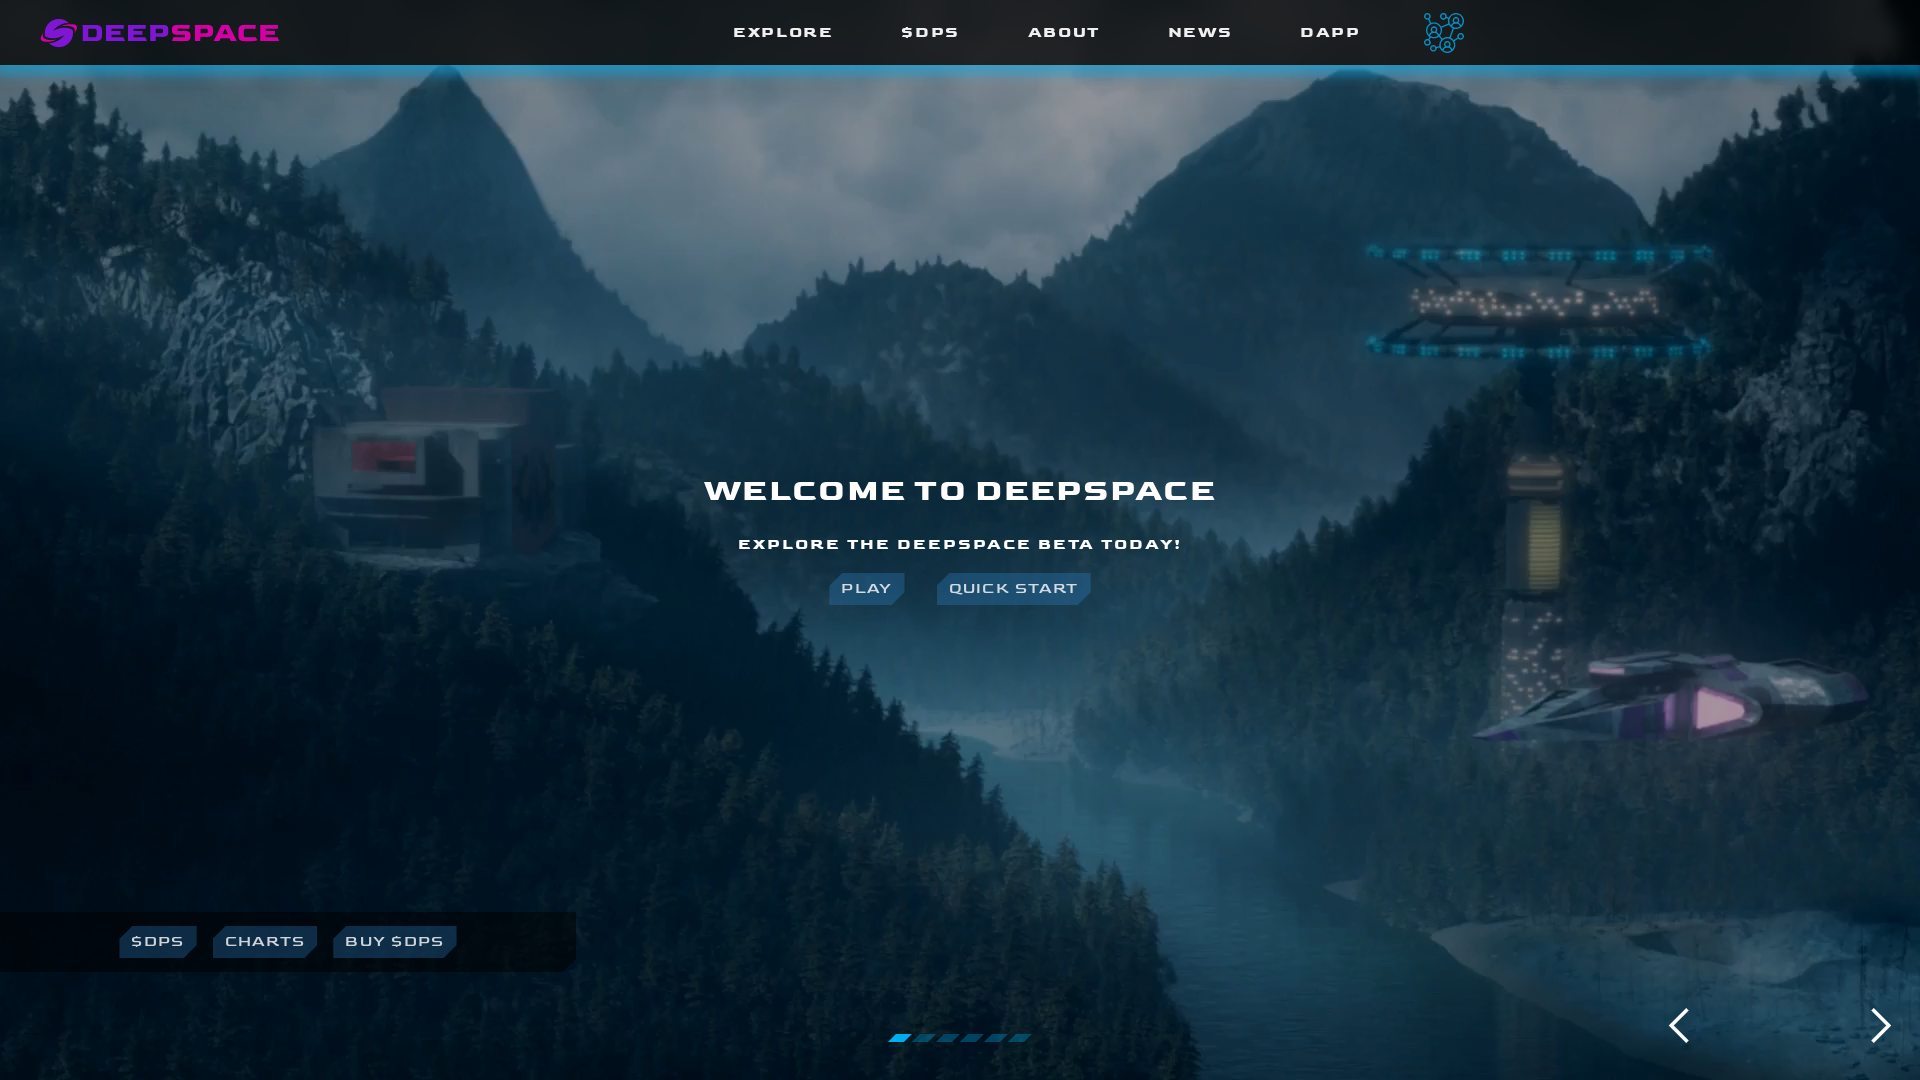 DEEPSPACE
EXPLORE $DPS ABOUT NEWS DAPP
WELCOME TO DEEPSPACE
EXPLORE THE DEEPSPACE BETA TODAY!
PLAY QUICK START
$DPS CHARTS BUY $DPS